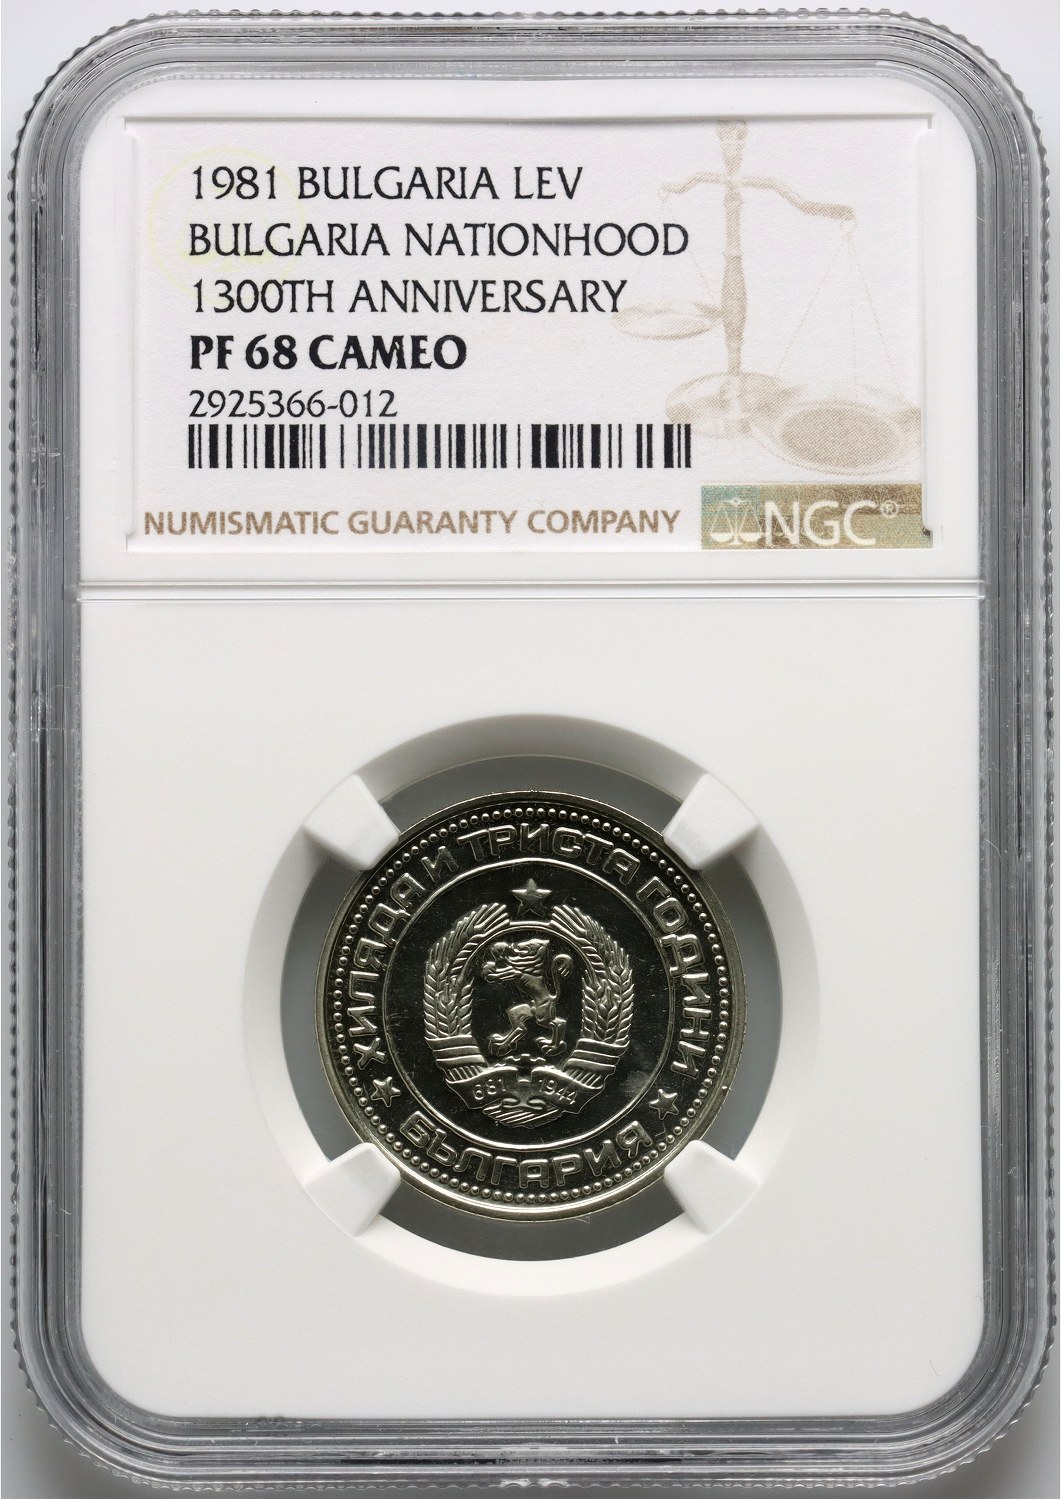 1981 BULGARIA LEV
BULGARIA NATIONHOOD
1300TH ANNIVERSARY
PF 68 CAMEO
2925366-012
NUMISMATIC GUARANTY COMPANY
NGC®
ХИЛЯДА И ТРИСТА ГОДИНИ
681 1944
БЪЛГАРИЯ